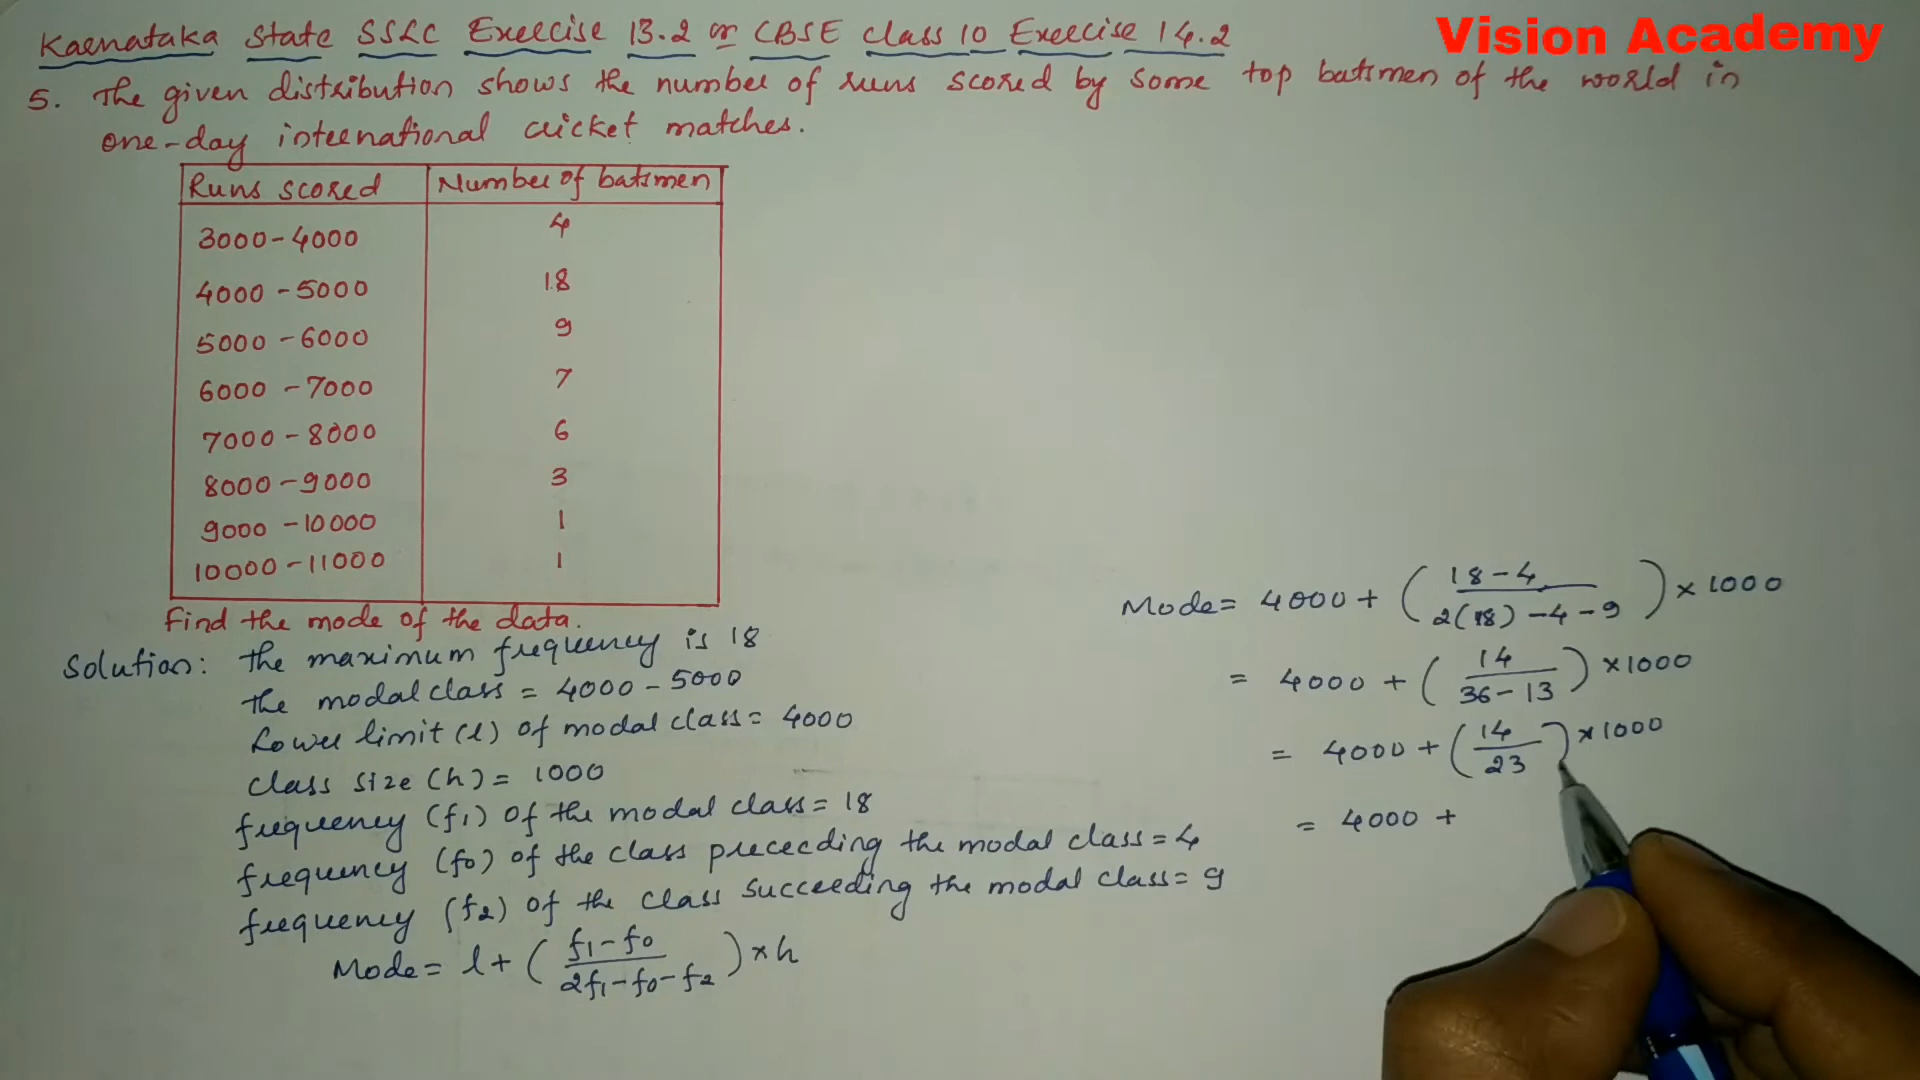 Karnataka State SSLC Exercise 13.2 or CBSE class 10 Exercise 14.2
Vision Academy
5. The given distribution shows the number of runs scored by some top batsmen of the world in
one-day international cricket matches.
Runs scored Number of batsmen
3000-4000 4
4000-5000 18
5000-6000 9
6000-7000 7
7000-8000 6
8000-9000 3
9000-10000 1
10000-11000 1
Find the mode of the data.
Solution: The maximum frequency is 18
The modal class = 4000-5000
Lower limit (l) of modal class = 4000
class size (h) = 1000
frequency (f1) of the modal class = 18
frequency (f0) of the class preceeding the modal class = 4
frequency (f2) of the class succeeding the modal class = 9
Mode = l + ( f1-f0 / 2f1-f0-f2 ) × h
Mode = 4000 + ( 18-4 / 2(18)-4-9 ) × 1000
= 4000 + ( 14 / 36-13 ) × 1000
= 4000 + ( 14 / 23 ) × 1000
= 4000 +